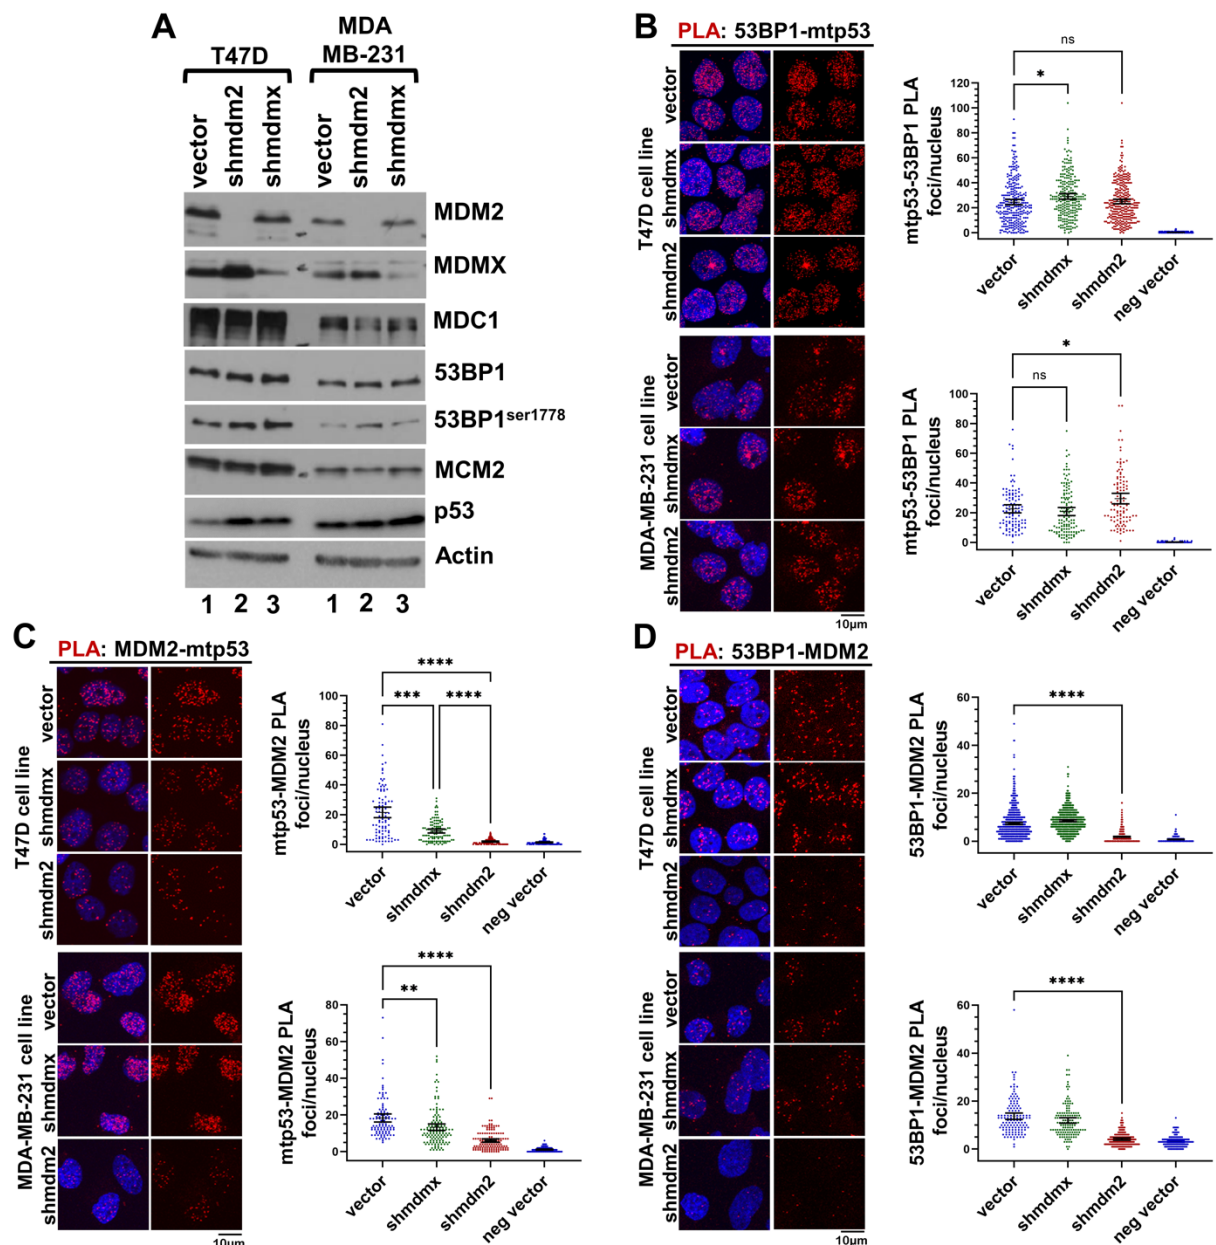 A
T47D
MDA
MB-231
vector
shmdm2
shmdmx
vector
shmdm2
shmdmx
MDM2
MDMX
MDC1
53BP1
53BP1ser1778
MCM2
p53
Actin
1 2 3 1 2 3
B
PLA: 53BP1-mtp53
T47D cell line
vector
shmdmx
shmdm2
MDA-MB-231 cell line
vector
shmdmx
shmdm2
10µm
mtp53-53BP1 PLA
foci/nucleus
120
100
80
60
40
20
0
ns
*
vector
shmdmx
shmdm2
neg vector
mtp53-53BP1 PLA
foci/nucleus
100
80
60
40
20
0
*
ns
vector
shmdmx
shmdm2
neg vector
C
PLA: MDM2-mtp53
T47D cell line
vector
shmdmx
shmdm2
MDA-MB-231 cell line
vector
shmdmx
shmdm2
10µm
mtp53-MDM2 PLA
foci/nucleus
100
80
60
40
20
0
****
*** ****
vector
shmdmx
shmdm2
neg vector
mtp53-MDM2 PLA
foci/nucleus
100
80
60
40
20
0
****
**
vector
shmdmx
shmdm2
neg vector
D
PLA: 53BP1-MDM2
T47D cell line
vector
shmdmx
shmdm2
MDA-MB-231 cell line
vector
shmdmx
shmdm2
10µm
53BP1-MDM2 PLA
foci/nucleus
60
40
20
0
****
vector
shmdmx
shmdm2
neg vector
53BP1-MDM2 PLA
foci/nucleus
60
40
20
0
****
vector
shmdmx
shmdm2
neg vector